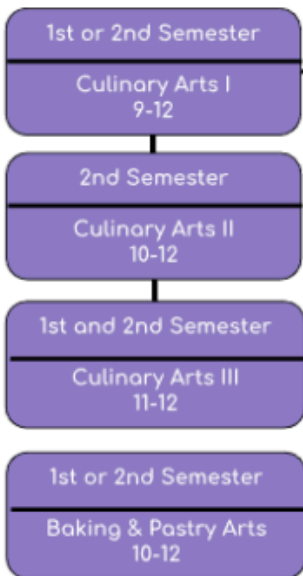 1st or 2nd Semester
Culinary Arts I
9-12
2nd Semester
Culinary Arts II
10-12
1st and 2nd Semester
Culinary Arts III
11-12
1st or 2nd Semester
Baking & Pastry Arts
10-12